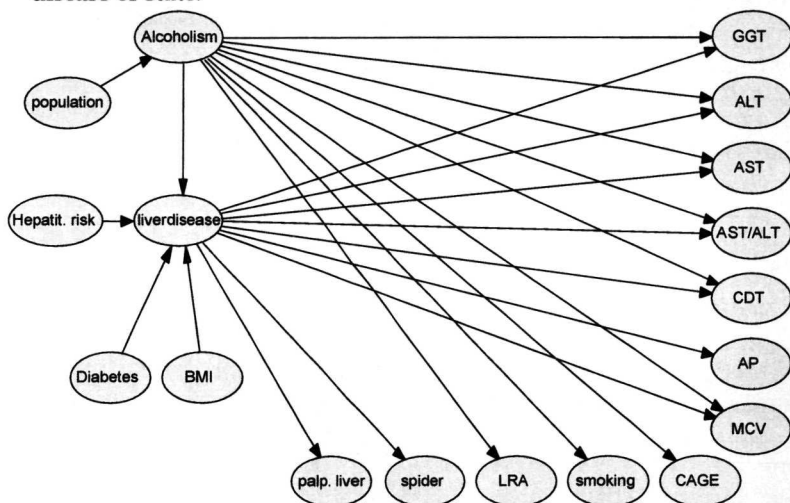 Alcoholism
GGT
population
ALT
AST
Hepatit. risk
liverdisease
AST/ALT
CDT
Diabetes
BMI
AP
MCV
palp. liver
spider
LRA
smoking
CAGE